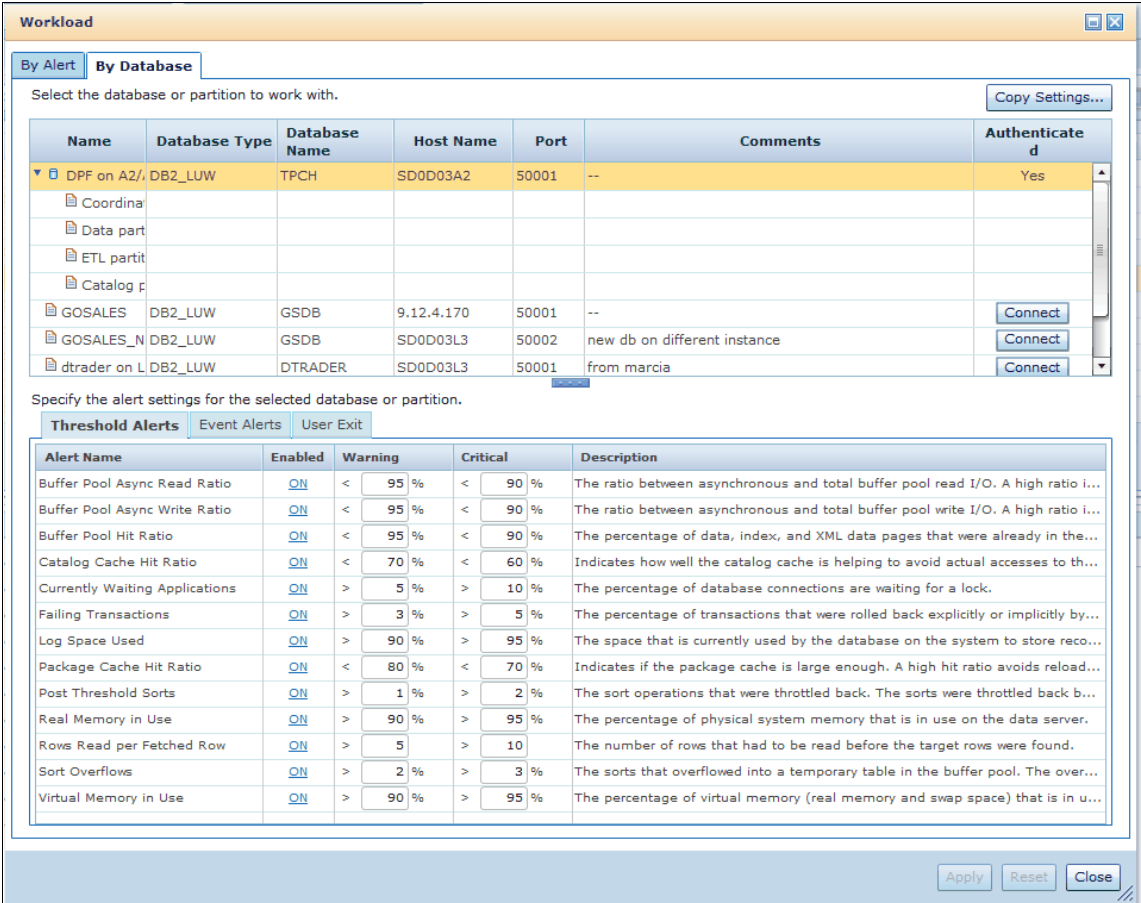 Workload
By Alert By Database
Select the database or partition to work with.
Copy Settings...
Name Database Type Database Name Host Name Port Comments Authenticated
DPF on A2/ DB2_LUW TPCH SD0D03A2 50001 -- Yes
Coordina
Data part
ETL partit
Catalog p
GOSALES DB2_LUW GSDB 9.12.4.170 50001 -- Connect
GOSALES_N DB2_LUW GSDB SD0D03L3 50002 new db on different instance Connect
dtrader on L DB2_LUW DTRADER SD0D03L3 50001 from marcia Connect
Specify the alert settings for the selected database or partition.
Threshold Alerts Event Alerts User Exit
Alert Name Enabled Warning Critical Description
Buffer Pool Async Read Ratio ON < 95 % < 90 % The ratio between asynchronous and total buffer pool read I/O. A high ratio i...
Buffer Pool Async Write Ratio ON < 95 % < 90 % The ratio between asynchronous and total buffer pool write I/O. A high ratio i...
Buffer Pool Hit Ratio ON < 95 % < 90 % The percentage of data, index, and XML data pages that were already in the...
Catalog Cache Hit Ratio ON < 70 % < 60 % Indicates how well the catalog cache is helping to avoid actual accesses to th...
Currently Waiting Applications ON > 5 % > 10 % The percentage of database connections are waiting for a lock.
Failing Transactions ON > 3 % > 5 % The percentage of transactions that were rolled back explicitly or implicitly by...
Log Space Used ON > 90 % > 95 % The space that is currently used by the database on the system to store reco...
Package Cache Hit Ratio ON < 80 % < 70 % Indicates if the package cache is large enough. A high hit ratio avoids reload...
Post Threshold Sorts ON > 1 % > 2 % The sort operations that were throttled back. The sorts were throttled back b...
Real Memory in Use ON > 90 % > 95 % The percentage of physical system memory that is in use on the data server.
Rows Read per Fetched Row ON > 5 > 10 The number of rows that had to be read before the target rows were found.
Sort Overflows ON > 2 % > 3 % The sorts that overflowed into a temporary table in the buffer pool. The over...
Virtual Memory in Use ON > 90 % > 95 % The percentage of virtual memory (real memory and swap space) that is in u...
Apply Reset Close